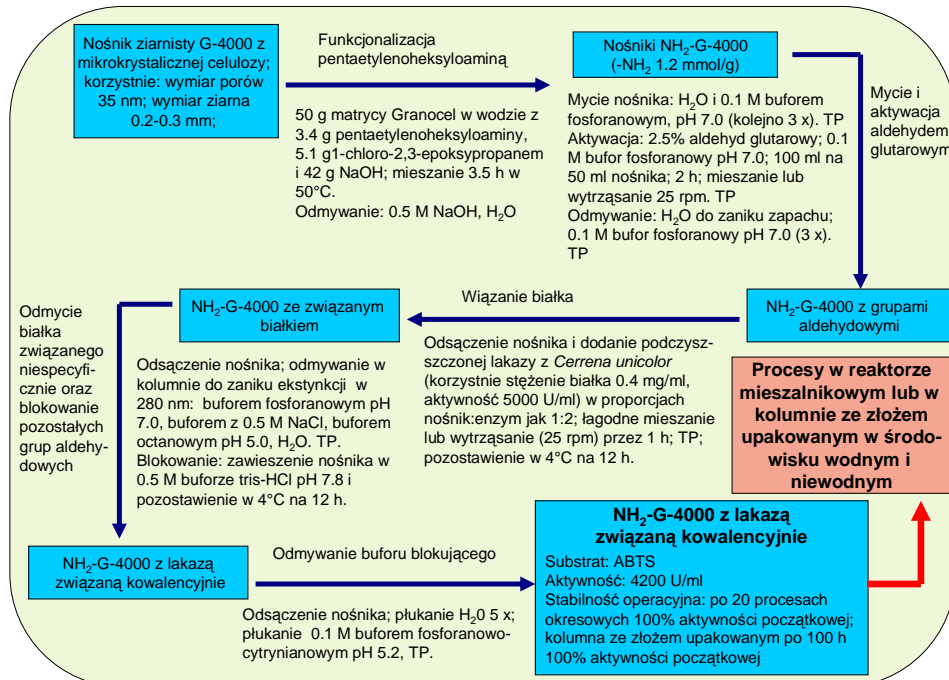 Nośnik ziarnisty G-4000 z
mikrokrystalicznej celulozy;
korzystnie: wymiar porów
35 nm; wymiar ziarna
0.2-0.3 mm;
Funkcjonalizacja
pentaetylenoheksyloaminą
50 g matrycy Granocel w wodzie z
3.4 g pentaetylenoheksyloaminy,
5.1 g1-chloro-2,3-epoksypropanem
i 42 g NaOH; mieszanie 3.5 h w
50°C.
Odmywanie: 0.5 M NaOH, H₂O
Nośniki NH₂-G-4000
(-NH₂ 1.2 mmol/g)
Mycie nośnika: H₂O i 0.1 M buforem
fosforanowym, pH 7.0 (kolejno 3 x). TP
Aktywacja: 2.5% aldehyd glutarowy; 0.1
M bufor fosforanowy pH 7.0; 100 ml na
50 ml nośnika; 2 h; mieszanie lub
wytrząsanie 25 rpm. TP
Odmywanie: H₂O do zaniku zapachu;
0.1 M bufor fosforanowy pH 7.0 (3 x).
TP
Mycie i
aktywacja
aldehydem
glutarowym
NH₂-G-4000 z grupami
aldehydowymi
Wiązanie białka
Odsączenie nośnika i dodanie podczysz-
szczonej lakazy z Cerrena unicolor
(korzystnie stężenie białka 0.4 mg/ml,
aktywność 5000 U/ml) w proporcjach
nośnik:enzym jak 1:2; łagodne mieszanie
lub wytrząsanie (25 rpm) przez 1 h; TP;
pozostawienie w 4°C na 12 h.
NH₂-G-4000 ze związanym
białkiem
Odmycie
białka
związanego
niespecyfi-
cznie oraz
blokowanie
pozostałych
grup aldehy-
dowych
Odsączenie nośnika; odmywanie w
kolumnie do zaniku ekstynkcji w
280 nm: buforem fosforanowym pH
7.0, buforem z 0.5 M NaCl, buforem
octanowym pH 5.0, H₂O. TP.
Blokowanie: zawieszenie nośnika w
0.5 M buforze tris-HCl pH 7.8 i
pozostawienie w 4°C na 12 h.
NH₂-G-4000 z lakazą
związaną kowalencyjnie
Odmywanie buforu blokującego
Odsączenie nośnika; płukanie H₂0 5 x;
płukanie 0.1 M buforem fosforanowo-
cytrynianowym pH 5.2, TP.
NH₂-G-4000 z lakazą
związaną kowalencyjnie
Substrat: ABTS
Aktywność: 4200 U/ml
Stabilność operacyjna: po 20 procesach
okresowych 100% aktywności początkowej;
kolumna ze złożem upakowanym po 100 h
100% aktywności początkowej
Procesy w reaktorze
mieszalnikowym lub w
kolumnie ze złożem
upakowanym w środo-
wisku wodnym i
niewodnym